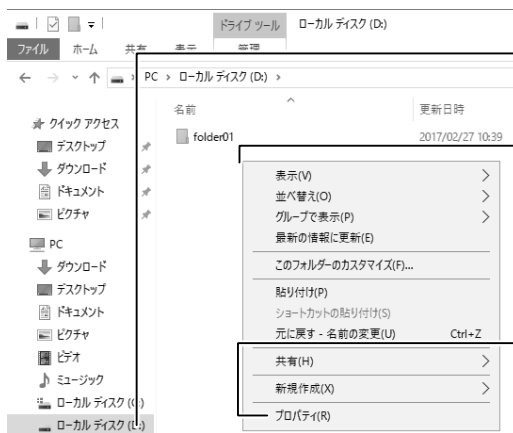 ドライブ ツール ローカル ディスク (D:)
ファイル ホーム 共有 表示 管理
PC › ローカル ディスク (D:) ›
名前 更新日時
クイック アクセス
folder01 2017/02/27 10:39
デスクトップ
ダウンロード
ドキュメント
ピクチャ
PC
ダウンロード
デスクトップ
ドキュメント
ピクチャ
ビデオ
ミュージック
ローカル ディスク (C:)
ローカル ディスク (D:)
表示(V)
並べ替え(O)
グループで表示(P)
最新の情報に更新(E)
このフォルダーのカスタマイズ(F)...
貼り付け(P)
ショートカットの貼り付け(S)
元に戻す - 名前の変更(U) Ctrl+Z
共有(H)
新規作成(X)
プロパティ(R)